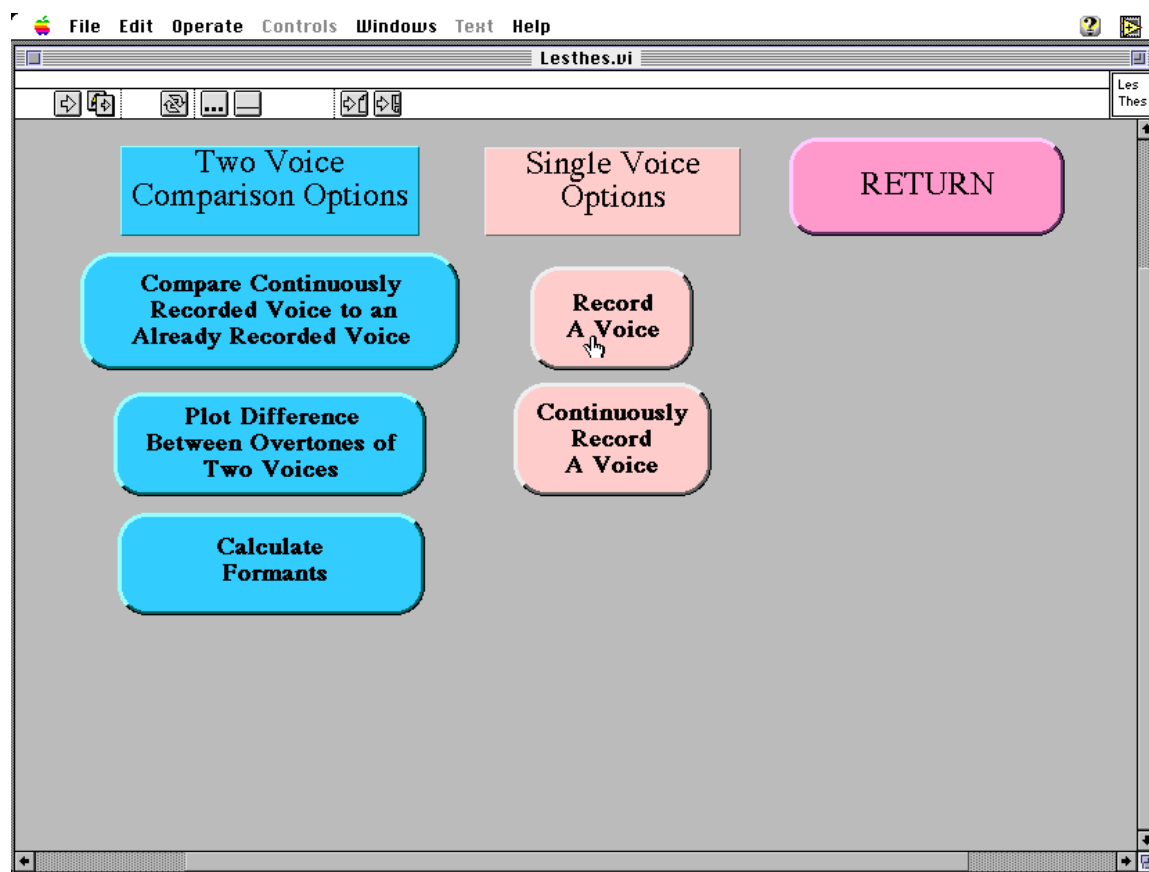 File Edit Operate Controls Windows Text Help
Lesthes.vi
Les
Thes
Two Voice
Comparison Options
Single Voice
Options
RETURN
Compare Continuously
Recorded Voice to an
Already Recorded Voice
Record
A Voice
Plot Difference
Between Overtones of
Two Voices
Continuously
Record
A Voice
Calculate
Formants